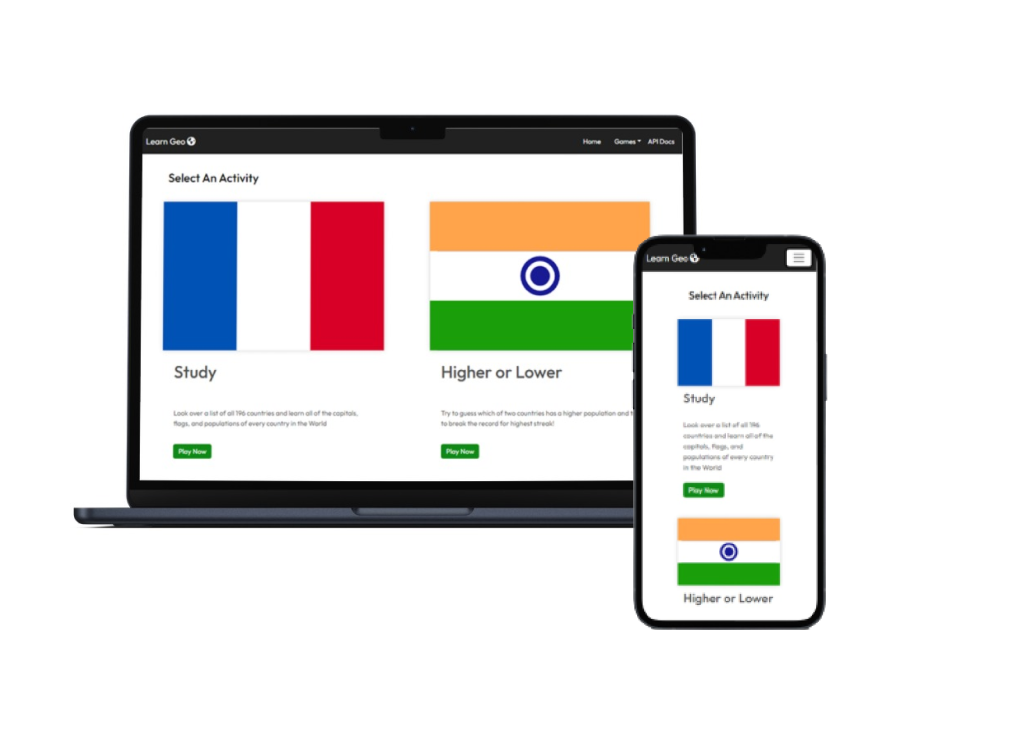 Learn Geo
Home Games API Docs
Select An Activity
Study
Look over a list of all 196 countries and learn all of the capitals,
flags, and populations of every country in the World
Play Now
Higher or Lower
Try to guess which of two countries has a higher population and
to break the record for highest streak!
Play Now
Learn Geo
Select An Activity
Study
Look over a list of all 196
countries and learn all of the
capitals, flags, and
populations of every country
in the World
Play Now
Higher or Lower